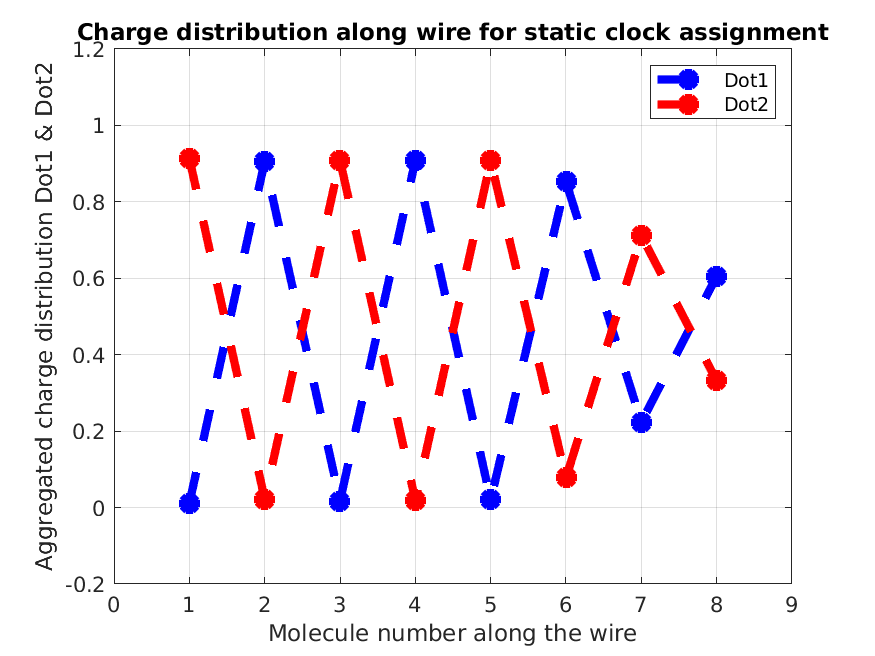 Charge distribution along wire for static clock assignment
Aggregated charge distribution Dot1 & Dot2
1.2
1
0.8
0.6
0.4
0.2
0
-0.2
Dot1
Dot2
0 1 2 3 4 5 6 7 8 9
Molecule number along the wire